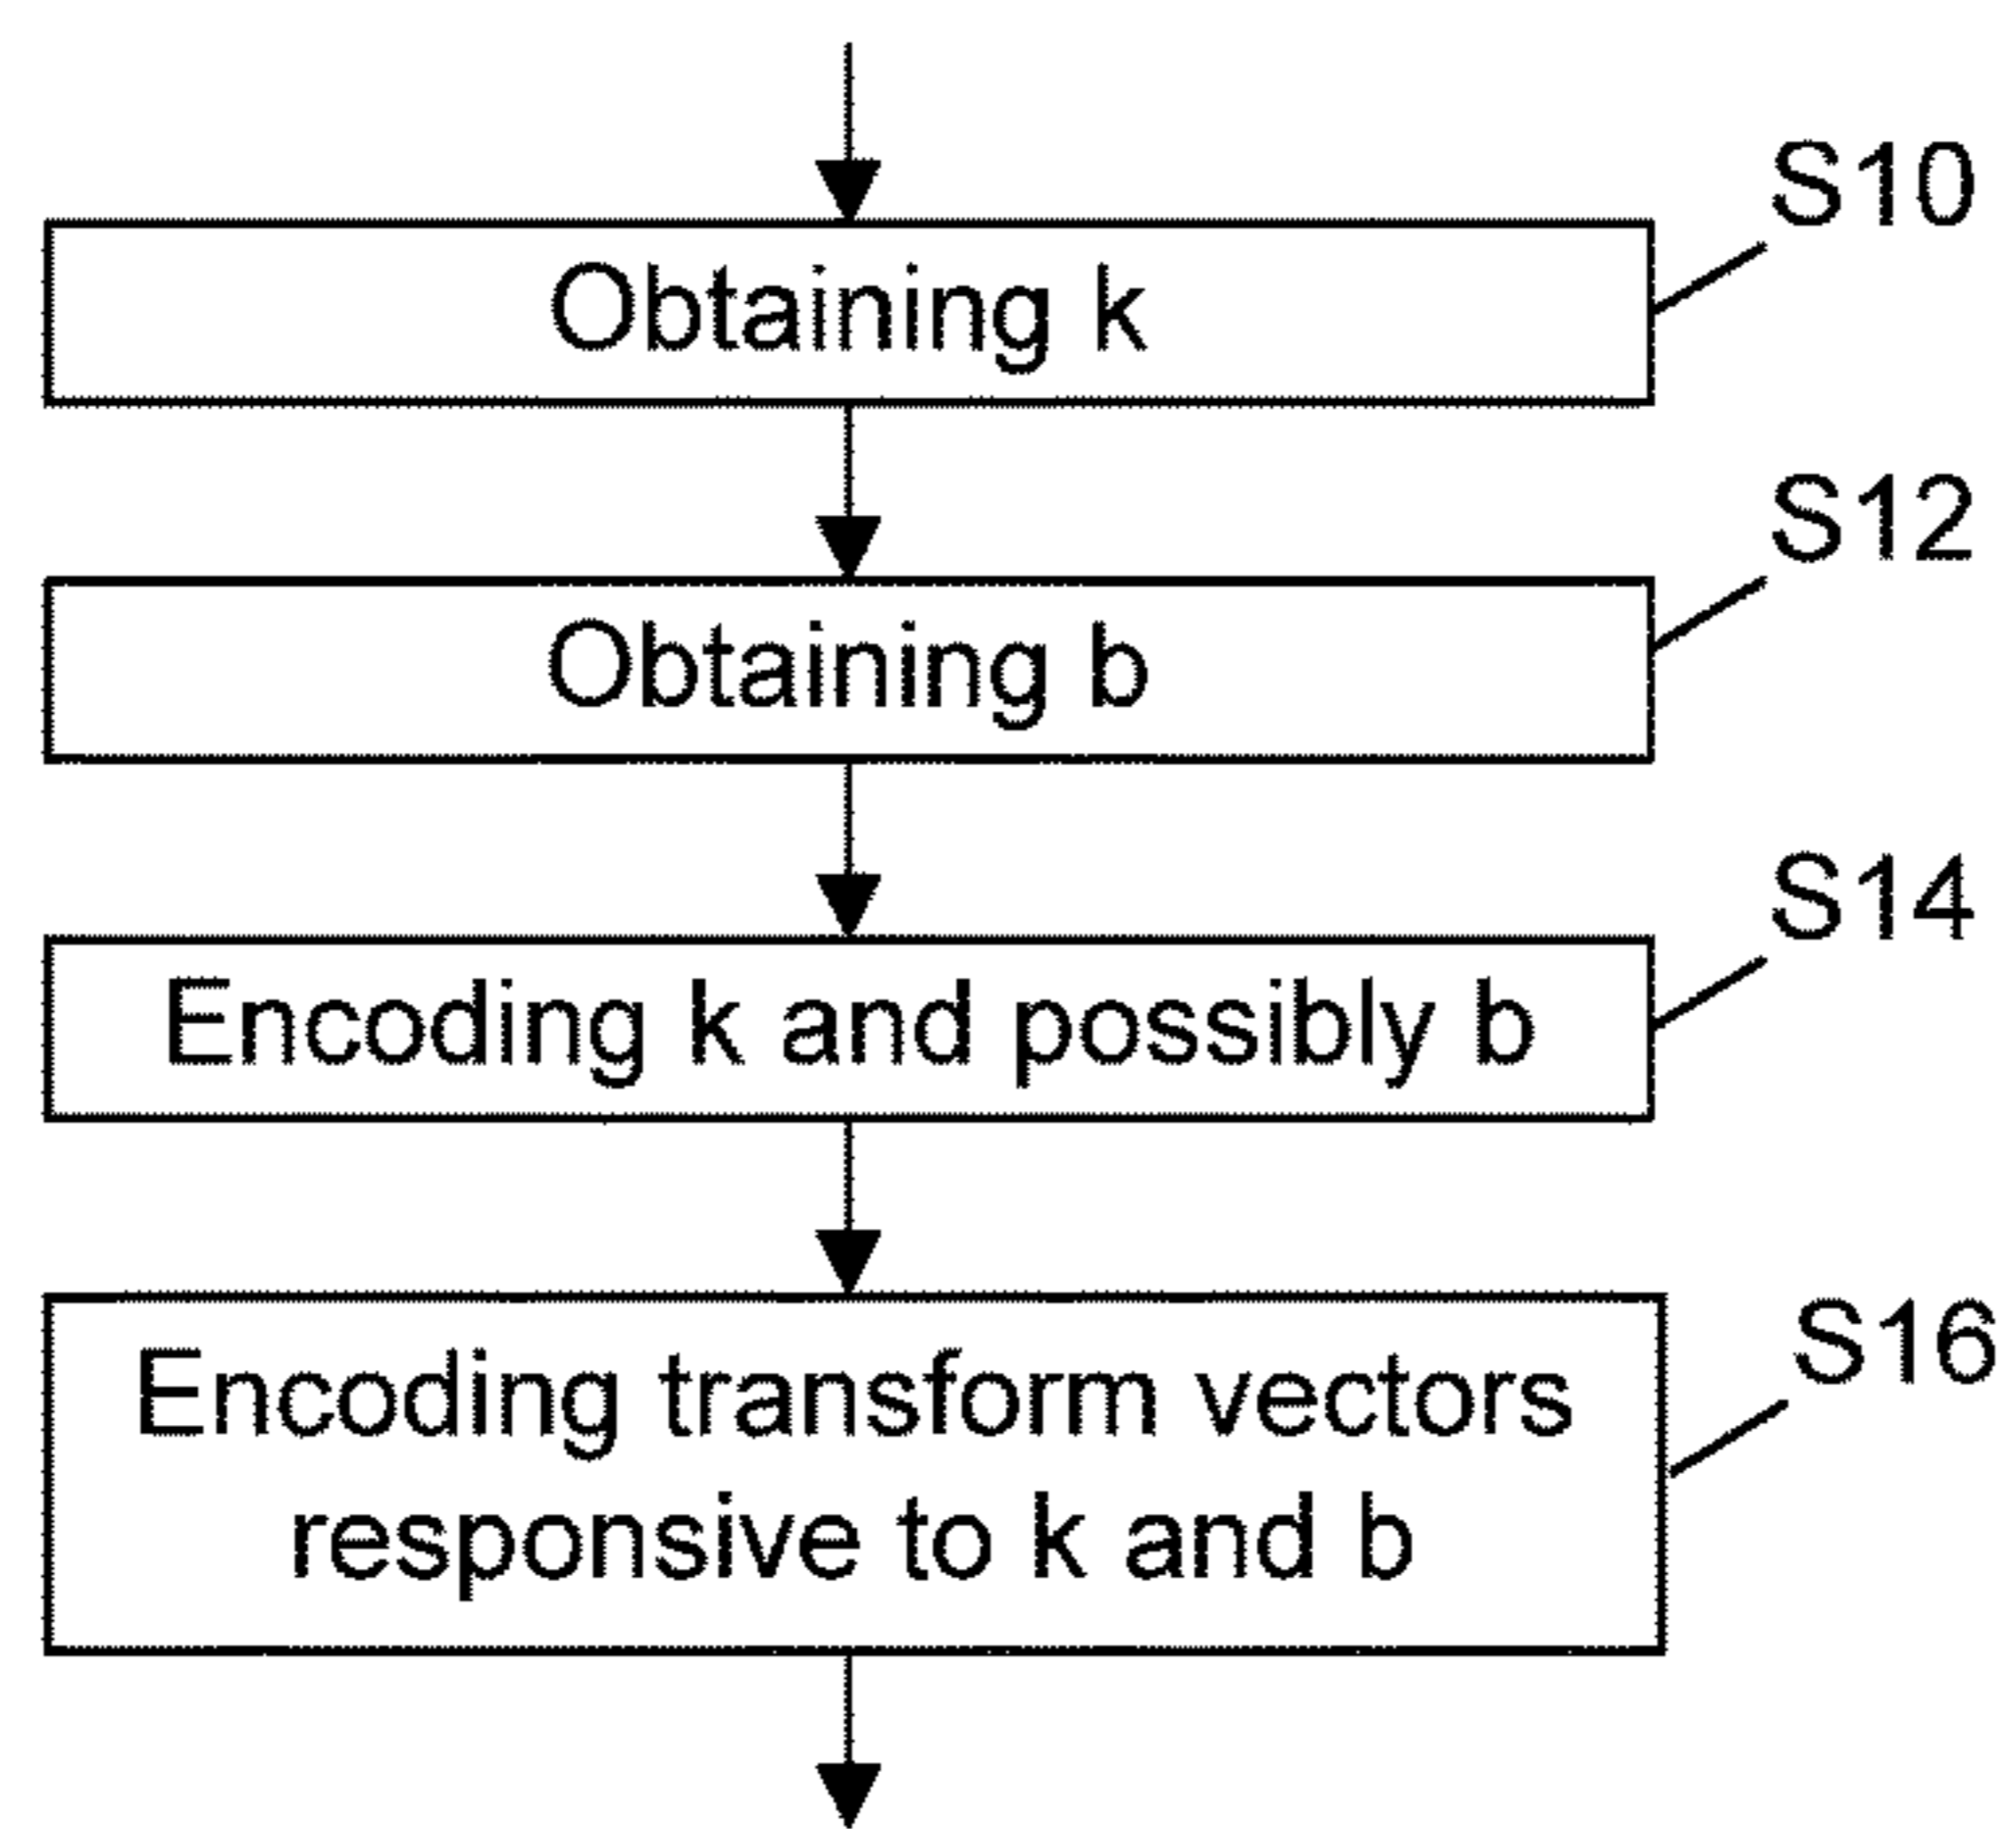 S10
Obtaining k
S12
Obtaining b
S14
Encoding k and possibly b
S16
Encoding transform vectors
responsive to k and b